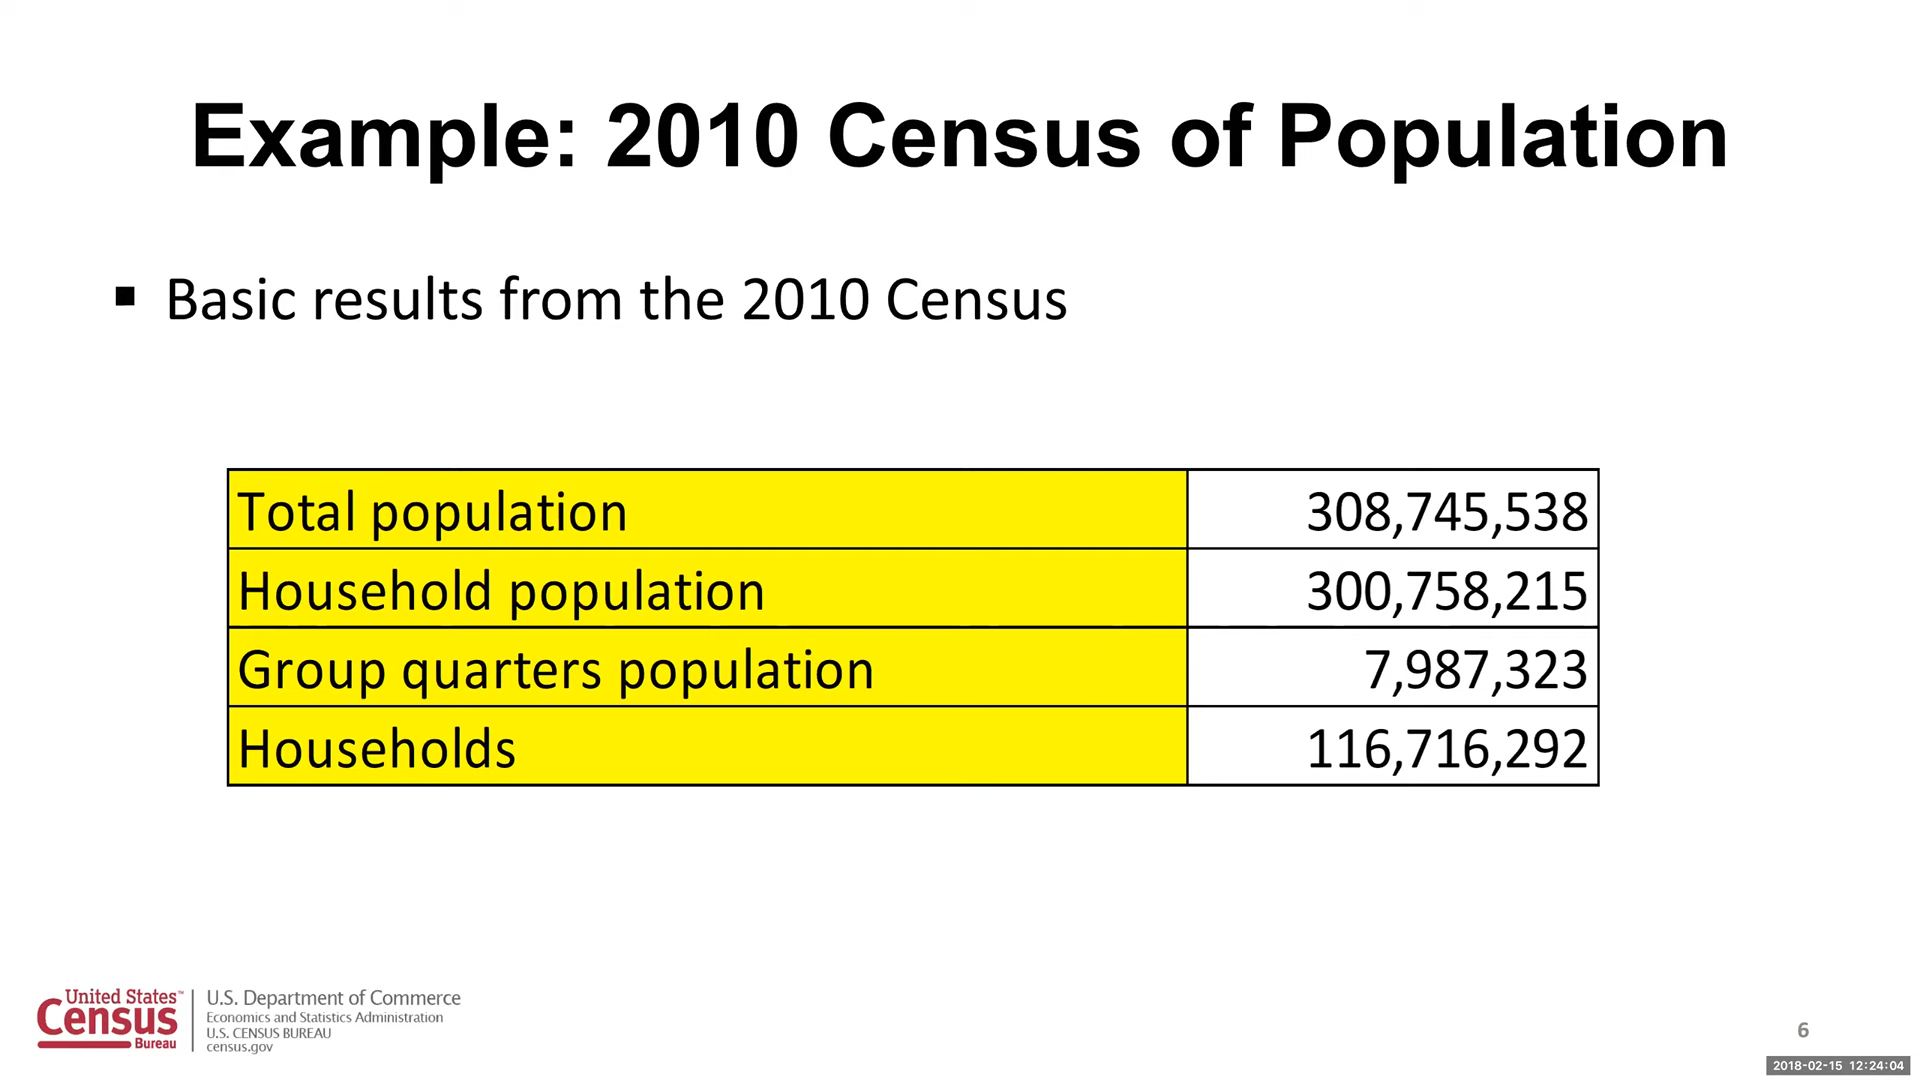 Example: 2010 Census of Population
▪ Basic results from the 2010 Census
Total population 308,745,538
Household population 300,758,215
Group quarters population 7,987,323
Households 116,716,292
United States™
Census
Bureau
U.S. Department of Commerce
Economics and Statistics Administration
U.S. CENSUS BUREAU
census.gov
6
2018-02-15 12:24:04